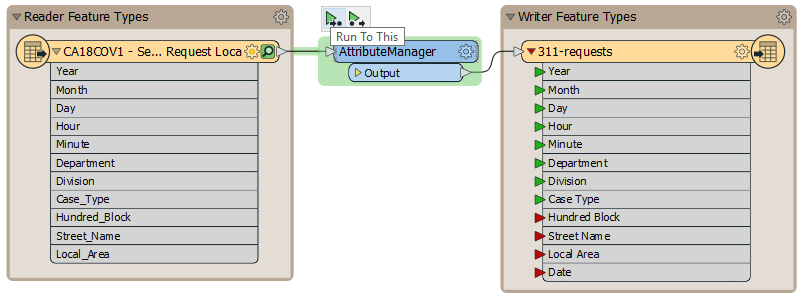 Reader Feature Types
CA18COV1 - Se... Request Loca
Year
Month
Day
Hour
Minute
Department
Division
Case_Type
Hundred_Block
Street_Name
Local_Area
Run To This
AttributeManager
Output
Writer Feature Types
311-requests
Year
Month
Day
Hour
Minute
Department
Division
Case Type
Hundred Block
Street Name
Local Area
Date